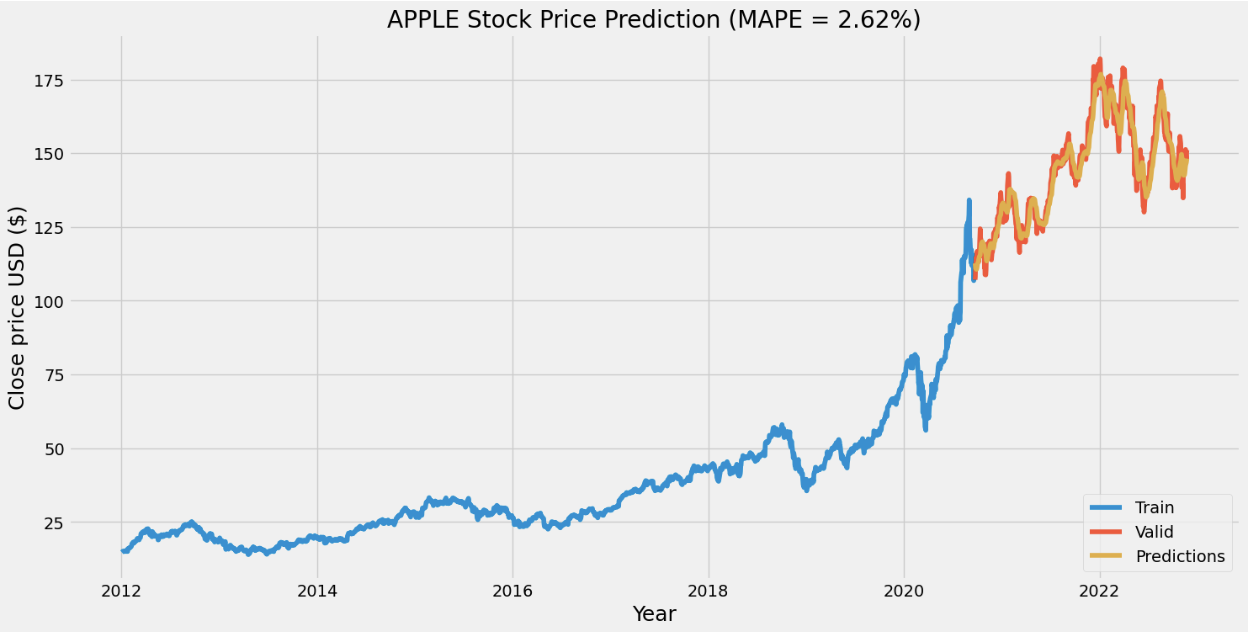 APPLE Stock Price Prediction (MAPE = 2.62%)
Close price USD ($)
175
150
125
100
75
50
25
2012 2014 2016 2018 2020 2022
Year
Train
Valid
Predictions